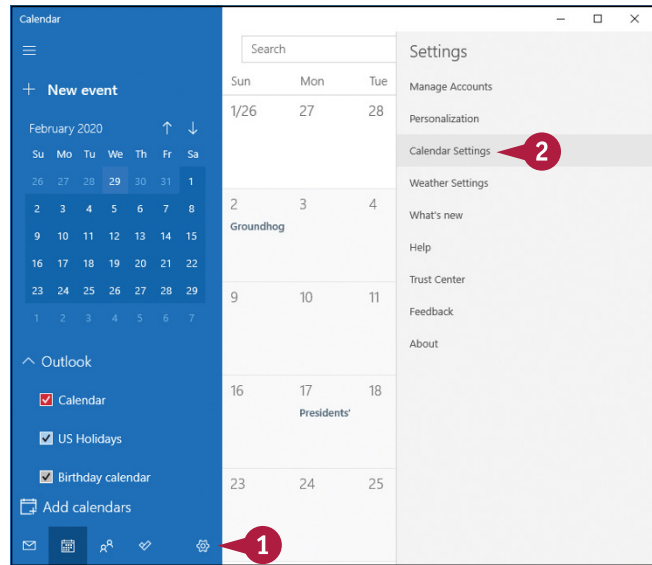 Calendar
New event
February 2020
Su Mo Tu We Th Fr Sa
26 27 28 29 30 31 1
2 3 4 5 6 7 8
9 10 11 12 13 14 15
16 17 18 19 20 21 22
23 24 25 26 27 28 29
1 2 3 4 5 6 7
Outlook
Calendar
US Holidays
Birthday calendar
Add calendars
1
Search
Sun Mon Tue
1/26 27 28
2 3 4
Groundhog
9 10 11
16 17 18
Presidents'
23 24 25
Settings
Manage Accounts
Personalization
Calendar Settings 2
Weather Settings
What's new
Help
Trust Center
Feedback
About